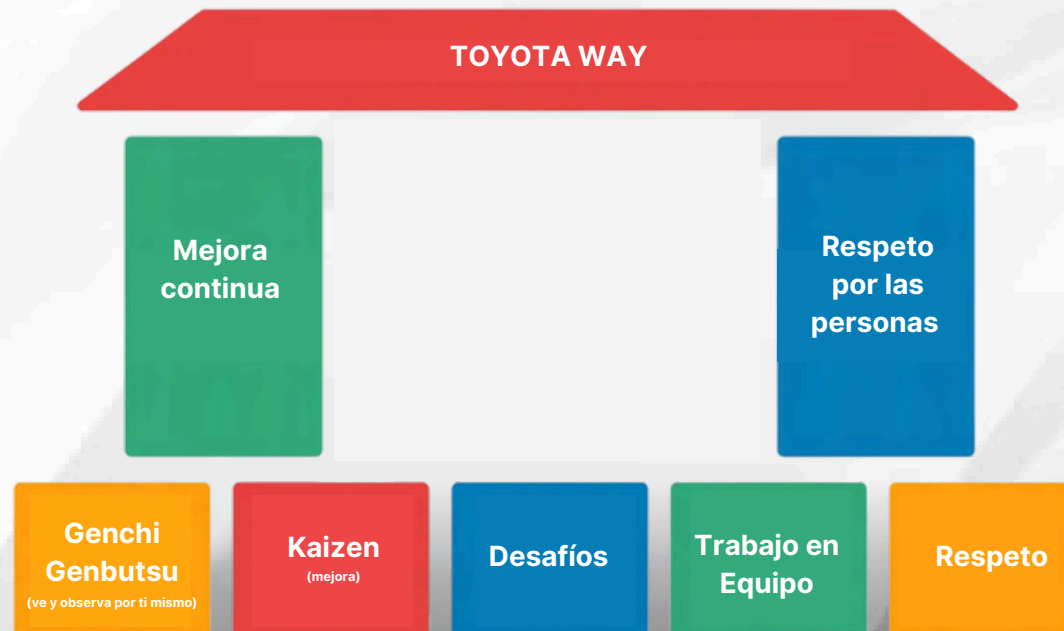 TOYOTA WAY
Mejora
continua
Respeto
por las
personas
Genchi
Genbutsu
(ve y observa por ti mismo)
Kaizen
(mejora)
Desafíos
Trabajo en
Equipo
Respeto